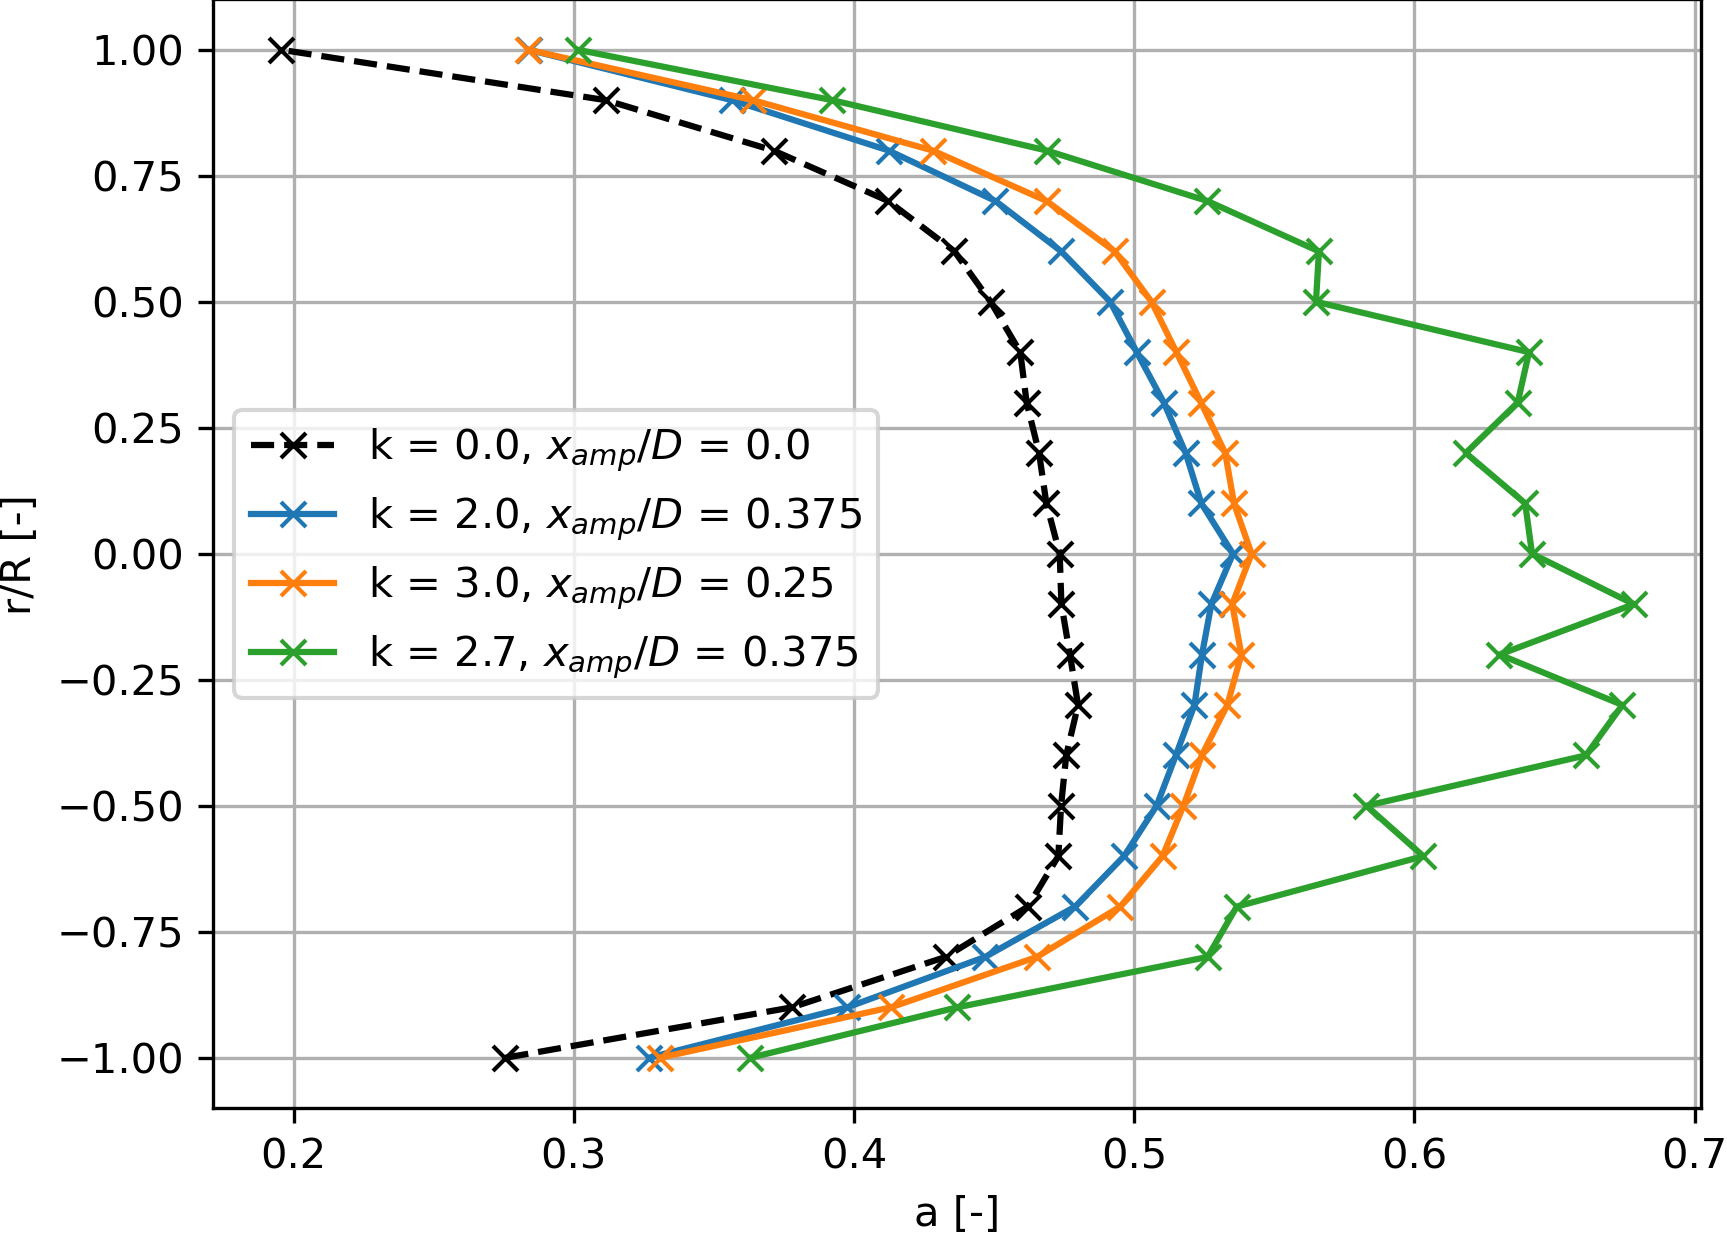 1.00
0.75
0.50
0.25
0.00
−0.25
−0.50
−0.75
−1.00
r/R [-]
k = 0.0, x_amp/D = 0.0
k = 2.0, x_amp/D = 0.375
k = 3.0, x_amp/D = 0.25
k = 2.7, x_amp/D = 0.375
0.2 0.3 0.4 0.5 0.6 0.7
a [-]